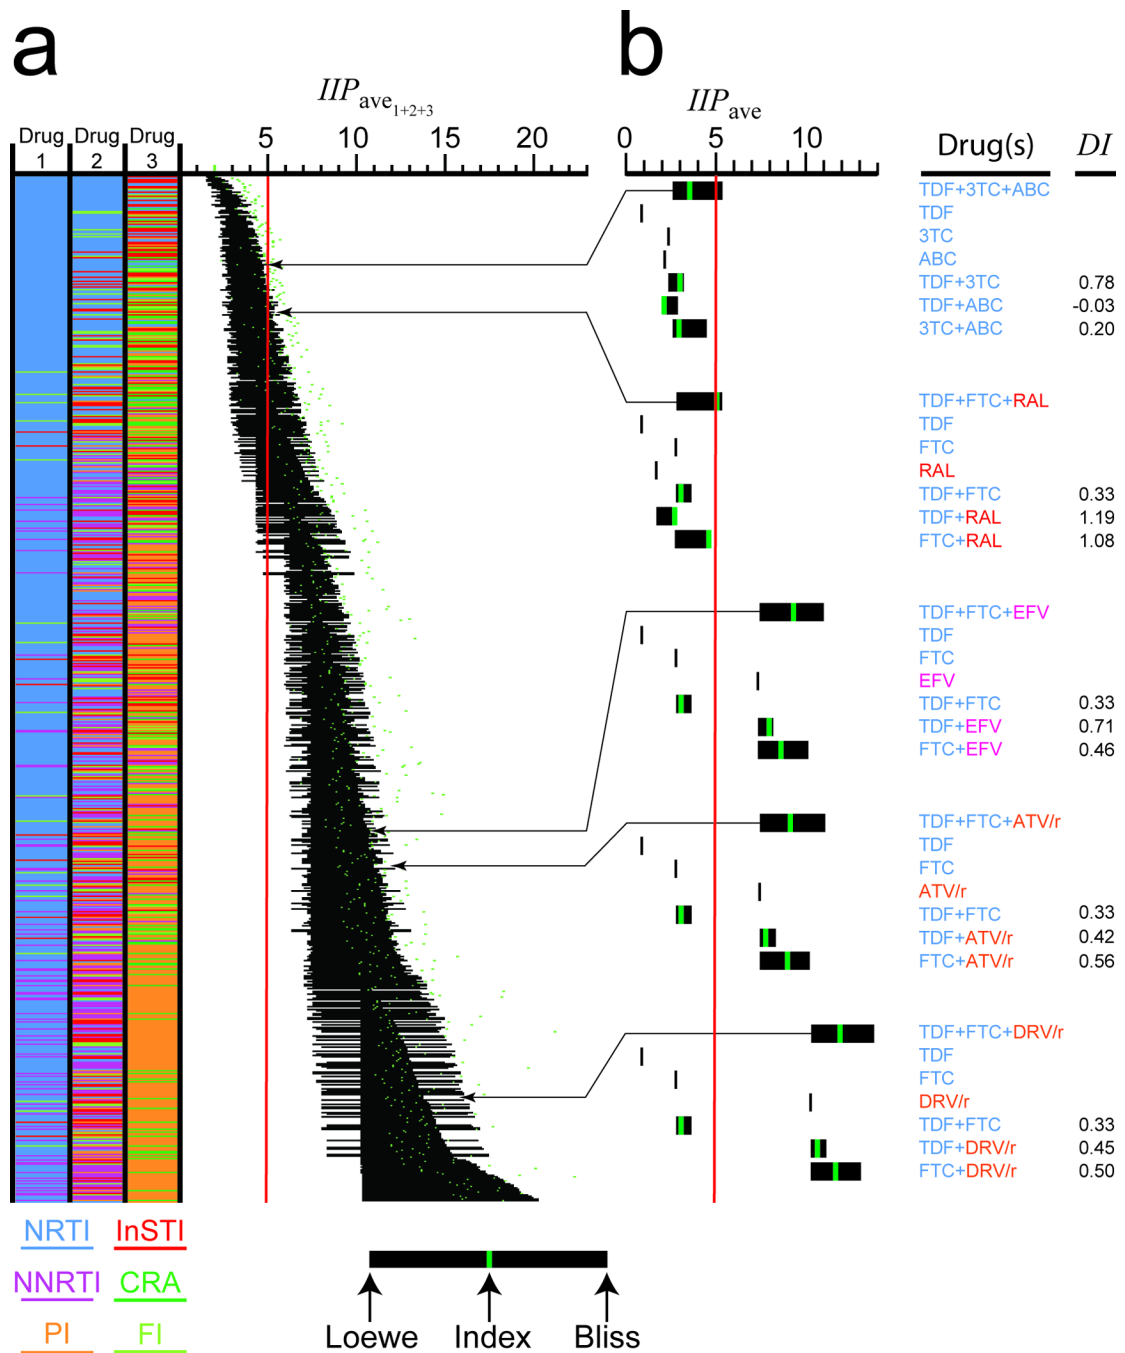 a
b
IIPave1+2+3
IIPave
Drug 1
Drug 2
Drug 3
5 10 15 20
0 5 10
Drug(s) DI
TDF+3TC+ABC
TDF
3TC
ABC
TDF+3TC 0.78
TDF+ABC -0.03
3TC+ABC 0.20
TDF+FTC+RAL
TDF
FTC
RAL
TDF+FTC 0.33
TDF+RAL 1.19
FTC+RAL 1.08
TDF+FTC+EFV
TDF
FTC
EFV
TDF+FTC 0.33
TDF+EFV 0.71
FTC+EFV 0.46
TDF+FTC+ATV/r
TDF
FTC
ATV/r
TDF+FTC 0.33
TDF+ATV/r 0.42
FTC+ATV/r 0.56
TDF+FTC+DRV/r
TDF
FTC
DRV/r
TDF+FTC 0.33
TDF+DRV/r 0.45
FTC+DRV/r 0.50
NRTI InSTI
NNRTI CRA
PI FI
Loewe Index Bliss